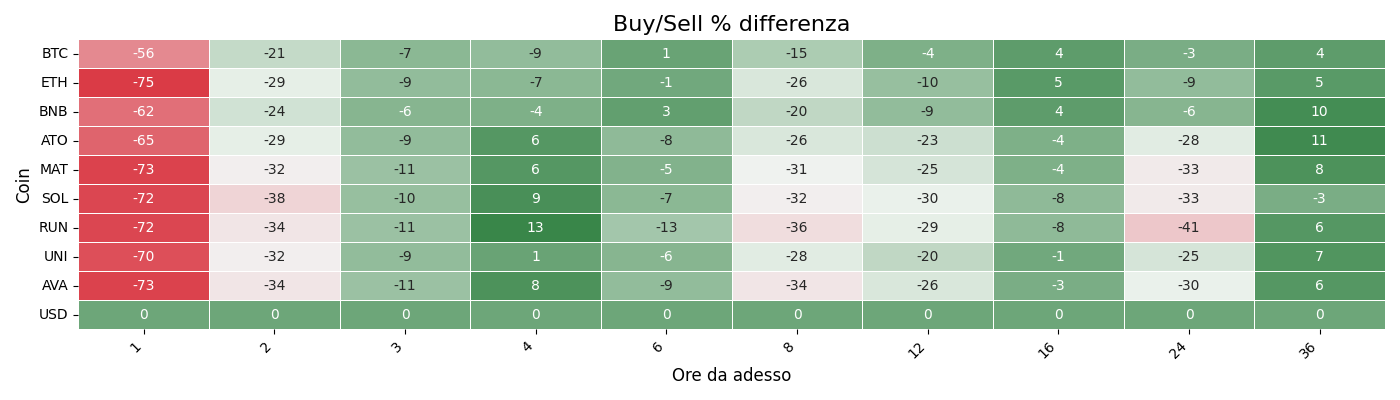 Buy/Sell % differenza
Coin
BTC -56 -21 -7 -9 1 -15 -4 4 -3 4
ETH -75 -29 -9 -7 -1 -26 -10 5 -9 5
BNB -62 -24 -6 -4 3 -20 -9 4 -6 10
ATO -65 -29 -9 6 -8 -26 -23 -4 -28 11
MAT -73 -32 -11 6 -5 -31 -25 -4 -33 8
SOL -72 -38 -10 9 -7 -32 -30 -8 -33 -3
RUN -72 -34 -11 13 -13 -36 -29 -8 -41 6
UNI -70 -32 -9 1 -6 -28 -20 -1 -25 7
AVA -73 -34 -11 8 -9 -34 -26 -3 -30 6
USD 0 0 0 0 0 0 0 0 0 0
1 2 3 4 6 8 12 16 24 36
Ore da adesso